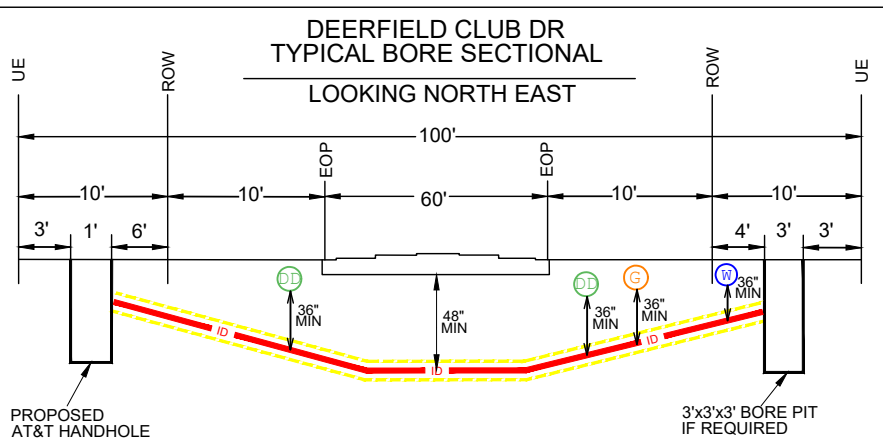 DEERFIELD CLUB DR
TYPICAL BORE SECTIONAL
LOOKING NORTH EAST
UE
ROW
ROW
UE
100'
EOP
EOP
10'
10'
60'
10'
10'
3'
1'
6'
4'
3'
3'
DD
DD
G
W
36"
MIN
48"
MIN
36"
MIN
36"
MIN
36"
MIN
ID
ID
ID
PROPOSED
AT&T HANDHOLE
3'x3'x3' BORE PIT
IF REQUIRED